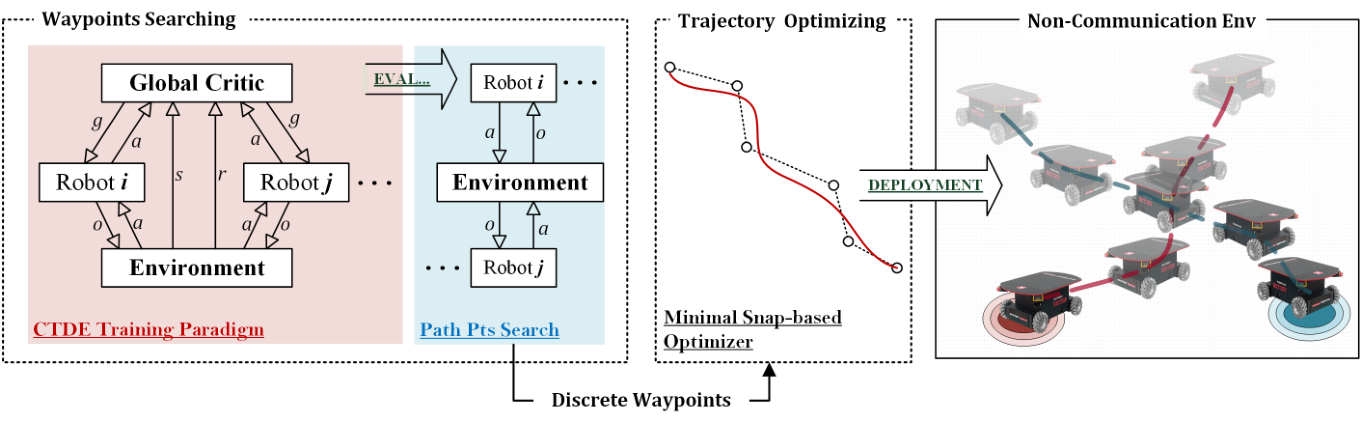 Waypoints Searching
Global Critic
g
a
s
r
a
g
Robot i
Robot j
...
o
a
a
o
Environment
CTDE Training Paradigm
EVAL...
Robot i
...
a
o
Environment
o
a
...
Robot j
Path Pts Search
Discrete Waypoints
Trajectory Optimizing
Minimal Snap-based
Optimizer
DEPLOYMENT
Non-Communication Env